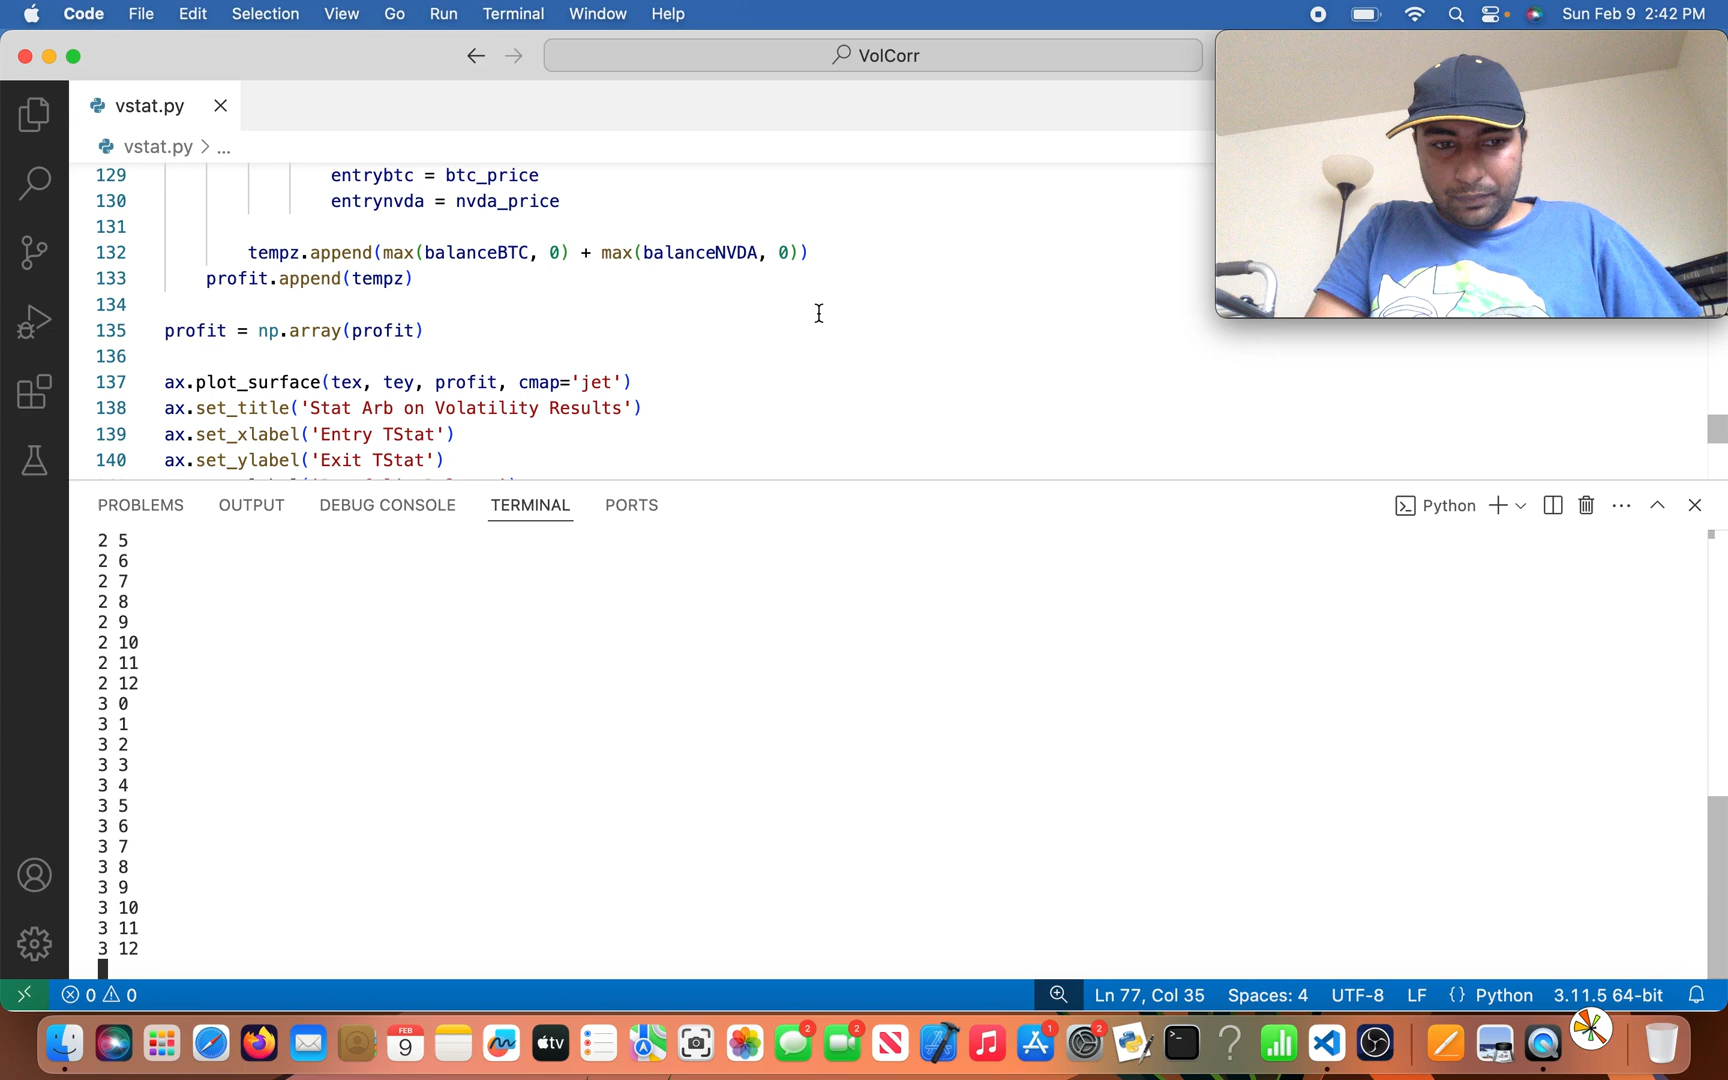 Code File Edit Selection View Go Run Terminal Window Help Sun Feb 9 2:42 PM
VolCorr
vstat.py
vstat.py > ...
129 entrybtc = btc_price
130 entrynvda = nvda_price
131
132 tempz.append(max(balanceBTC, 0) + max(balanceNVDA, 0))
133 profit.append(tempz)
134
135 profit = np.array(profit)
136
137 ax.plot_surface(tex, tey, profit, cmap='jet')
138 ax.set_title('Stat Arb on Volatility Results')
139 ax.set_xlabel('Entry TStat')
140 ax.set_ylabel('Exit TStat')
PROBLEMS OUTPUT DEBUG CONSOLE TERMINAL PORTS Python
2 5
2 6
2 7
2 8
2 9
2 10
2 11
2 12
3 0
3 1
3 2
3 3
3 4
3 5
3 6
3 7
3 8
3 9
3 10
3 11
3 12
0 0 Ln 77, Col 35 Spaces: 4 UTF-8 LF {} Python 3.11.5 64-bit
FEB
9
tv
2
2
1
2